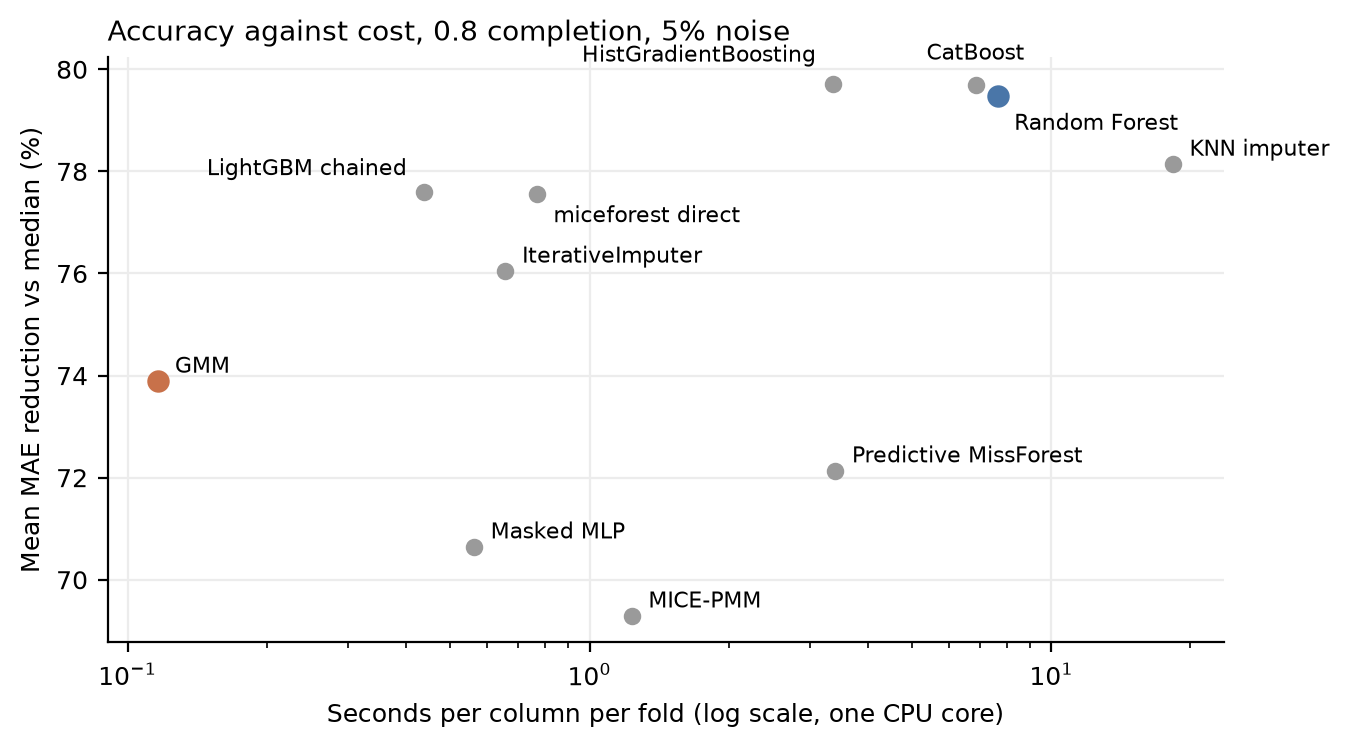 Accuracy against cost, 0.8 completion, 5% noise
HistGradientBoosting
CatBoost
Random Forest
KNN imputer
LightGBM chained
miceforest direct
IterativeImputer
GMM
Predictive MissForest
Masked MLP
MICE-PMM
Mean MAE reduction vs median (%)
80
78
76
74
72
70
10⁻¹
10⁰
10¹
Seconds per column per fold (log scale, one CPU core)